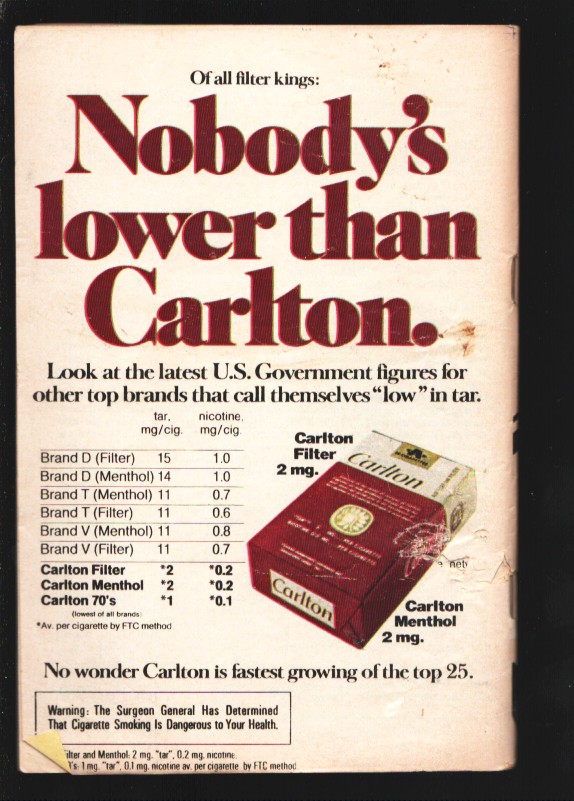 Of all filter kings:
Nobody's
lower than
Carlton.
Look at the latest U.S. Government figures for
other top brands that call themselves "low" in tar.
tar, nicotine,
mg/cig. mg/cig.
Brand D (Filter) 15 1.0
Brand D (Menthol) 14 1.0
Brand T (Menthol) 11 0.7
Brand T (Filter) 11 0.6
Brand V (Menthol) 11 0.8
Brand V (Filter) 11 0.7
Carlton Filter *2 *0.2
Carlton Menthol *2 *0.2
Carlton 70's *1 *0.1
(lowest of all brands)
*Av. per cigarette by FTC method
Carlton
Filter
2 mg.
Carlton
Carlton
Carlton
Menthol
2 mg.
No wonder Carlton is fastest growing of the top 25.
Warning: The Surgeon General Has Determined
That Cigarette Smoking Is Dangerous to Your Health.
ilter and Menthol: 2 mg. "tar", 0.2 mg. nicotine;
's: 1 mg. "tar", 0.1 mg. nicotine av. per cigarette by FTC method